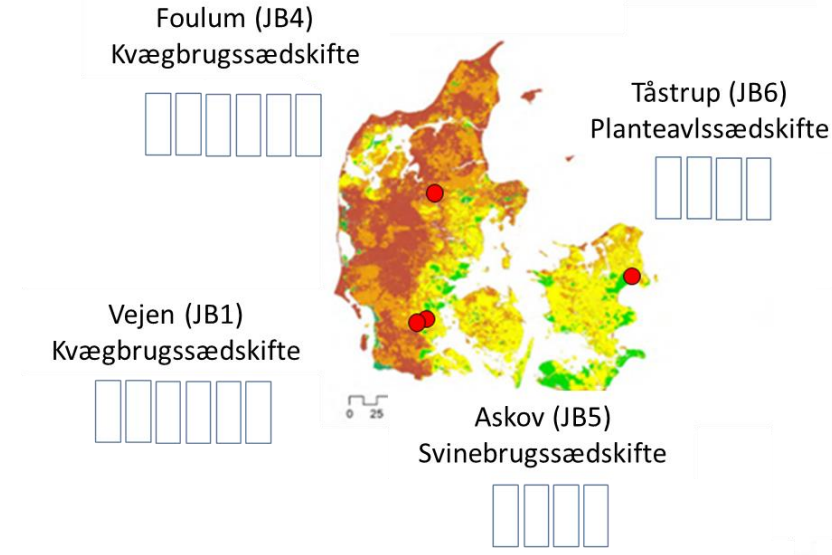 Foulum (JB4)
Kvægbrugssædskifte
Tåstrup (JB6)
Planteavlssædskifte
Vejen (JB1)
Kvægbrugssædskifte
0 25
Askov (JB5)
Svinebrugssædskifte